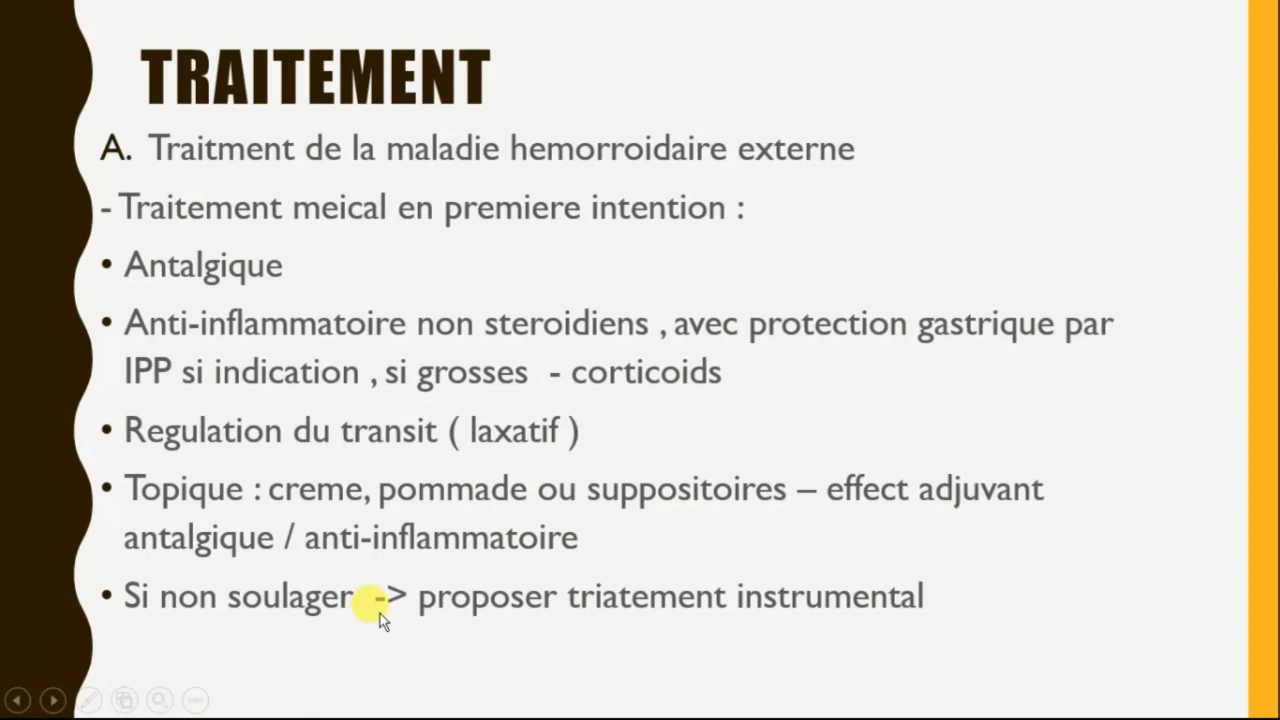 TRAITEMENT
A. Traitment de la maladie hemorroidaire externe
- Traitement meical en premiere intention :
• Antalgique
• Anti-inflammatoire non steroidiens , avec protection gastrique par
IPP si indication , si grosses - corticoids
• Regulation du transit ( laxatif )
• Topique : creme, pommade ou suppositoires – effect adjuvant
antalgique / anti-inflammatoire
• Si non soulager -> proposer triatement instrumental